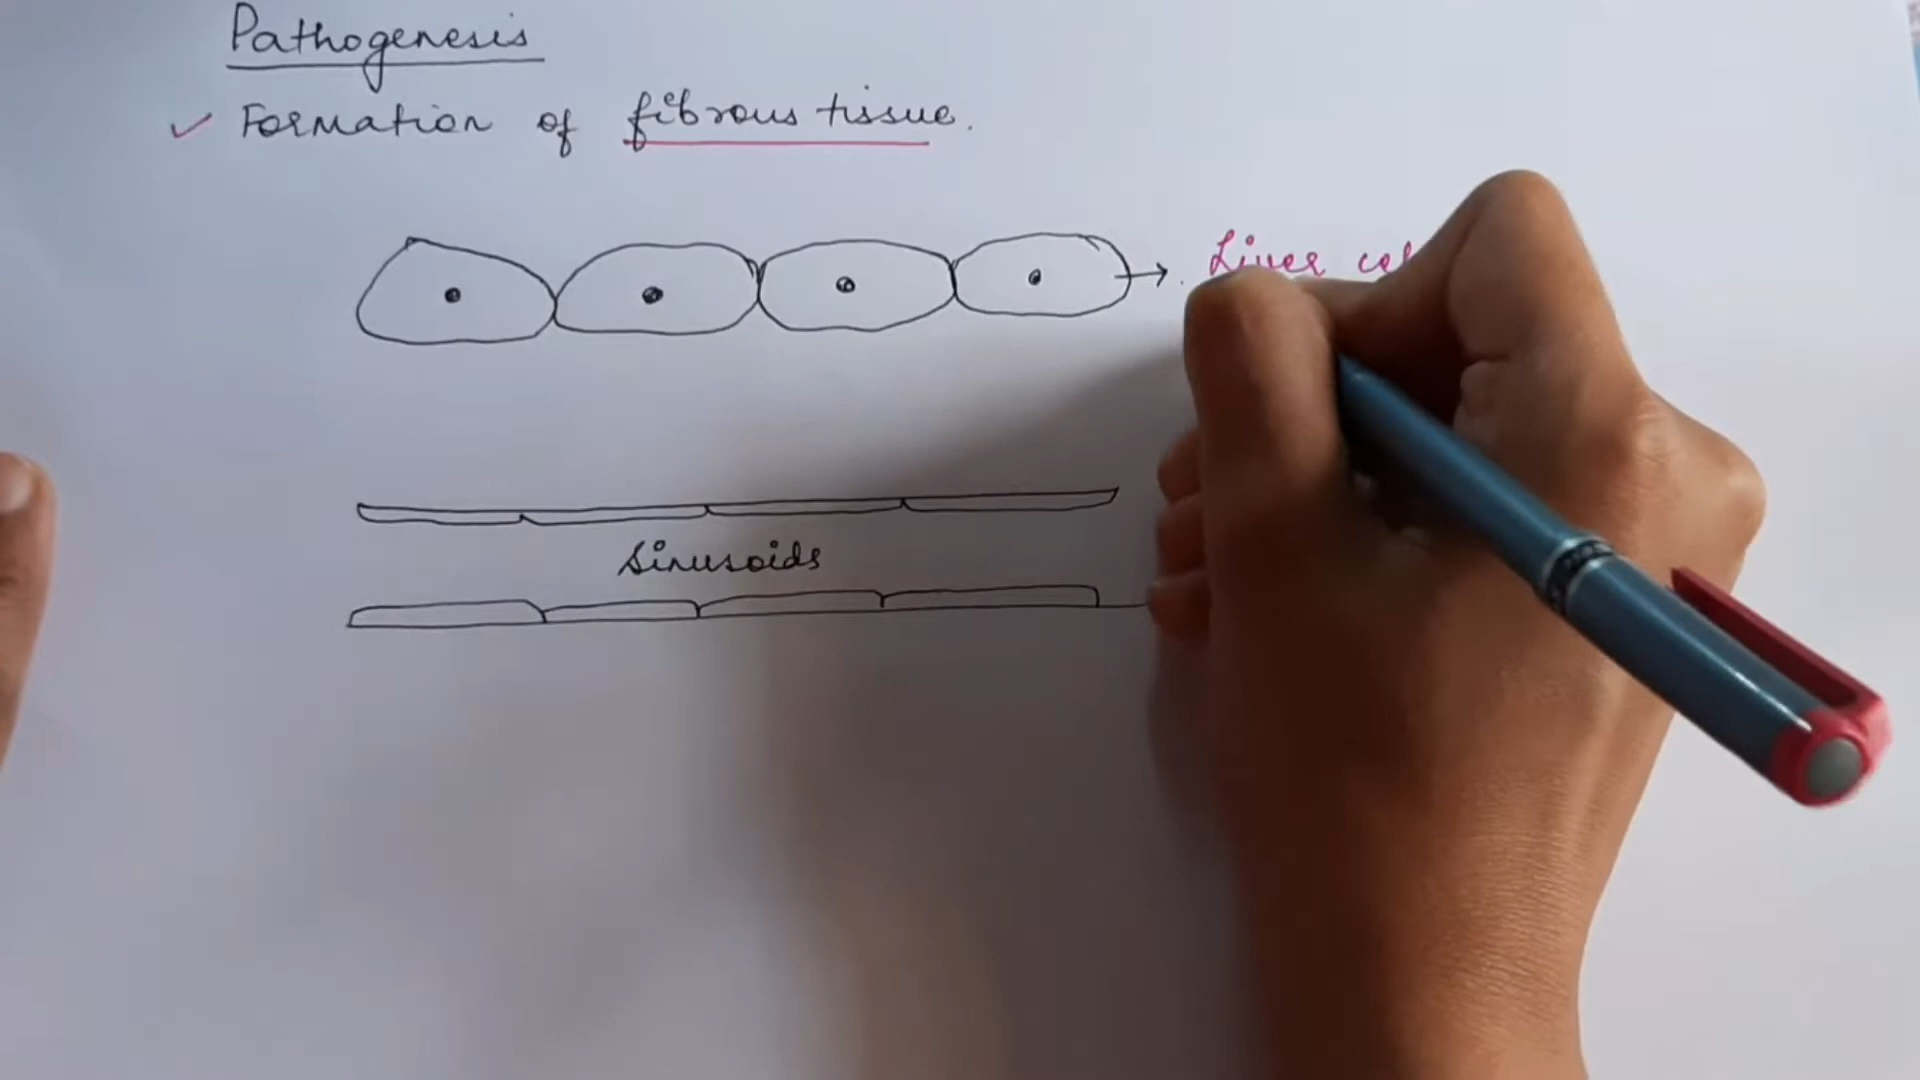 Pathogenesis
Formation of fibrous tissue.
Liver
Sinusoids